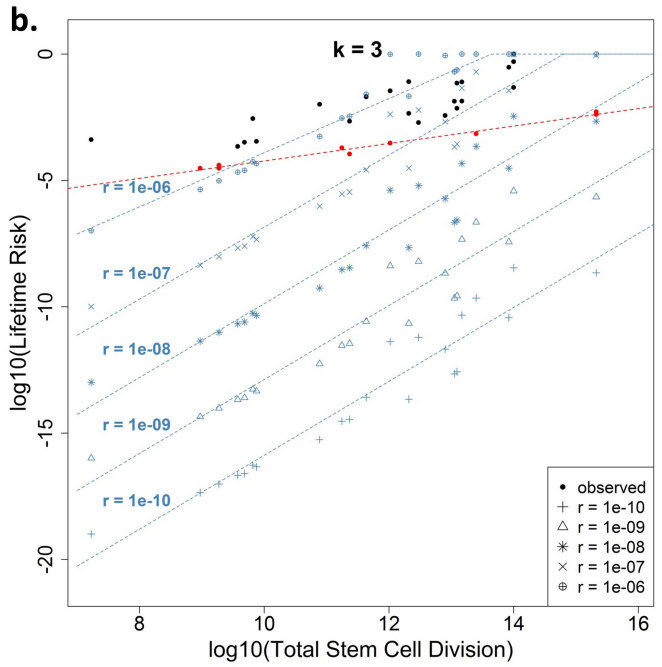 b.
k = 3
0
-5
-10
-15
-20
log10(Lifetime Risk)
r = 1e-06
r = 1e-07
r = 1e-08
r = 1e-09
r = 1e-10
observed
r = 1e-10
r = 1e-09
r = 1e-08
r = 1e-07
r = 1e-06
8 10 12 14 16
log10(Total Stem Cell Division)